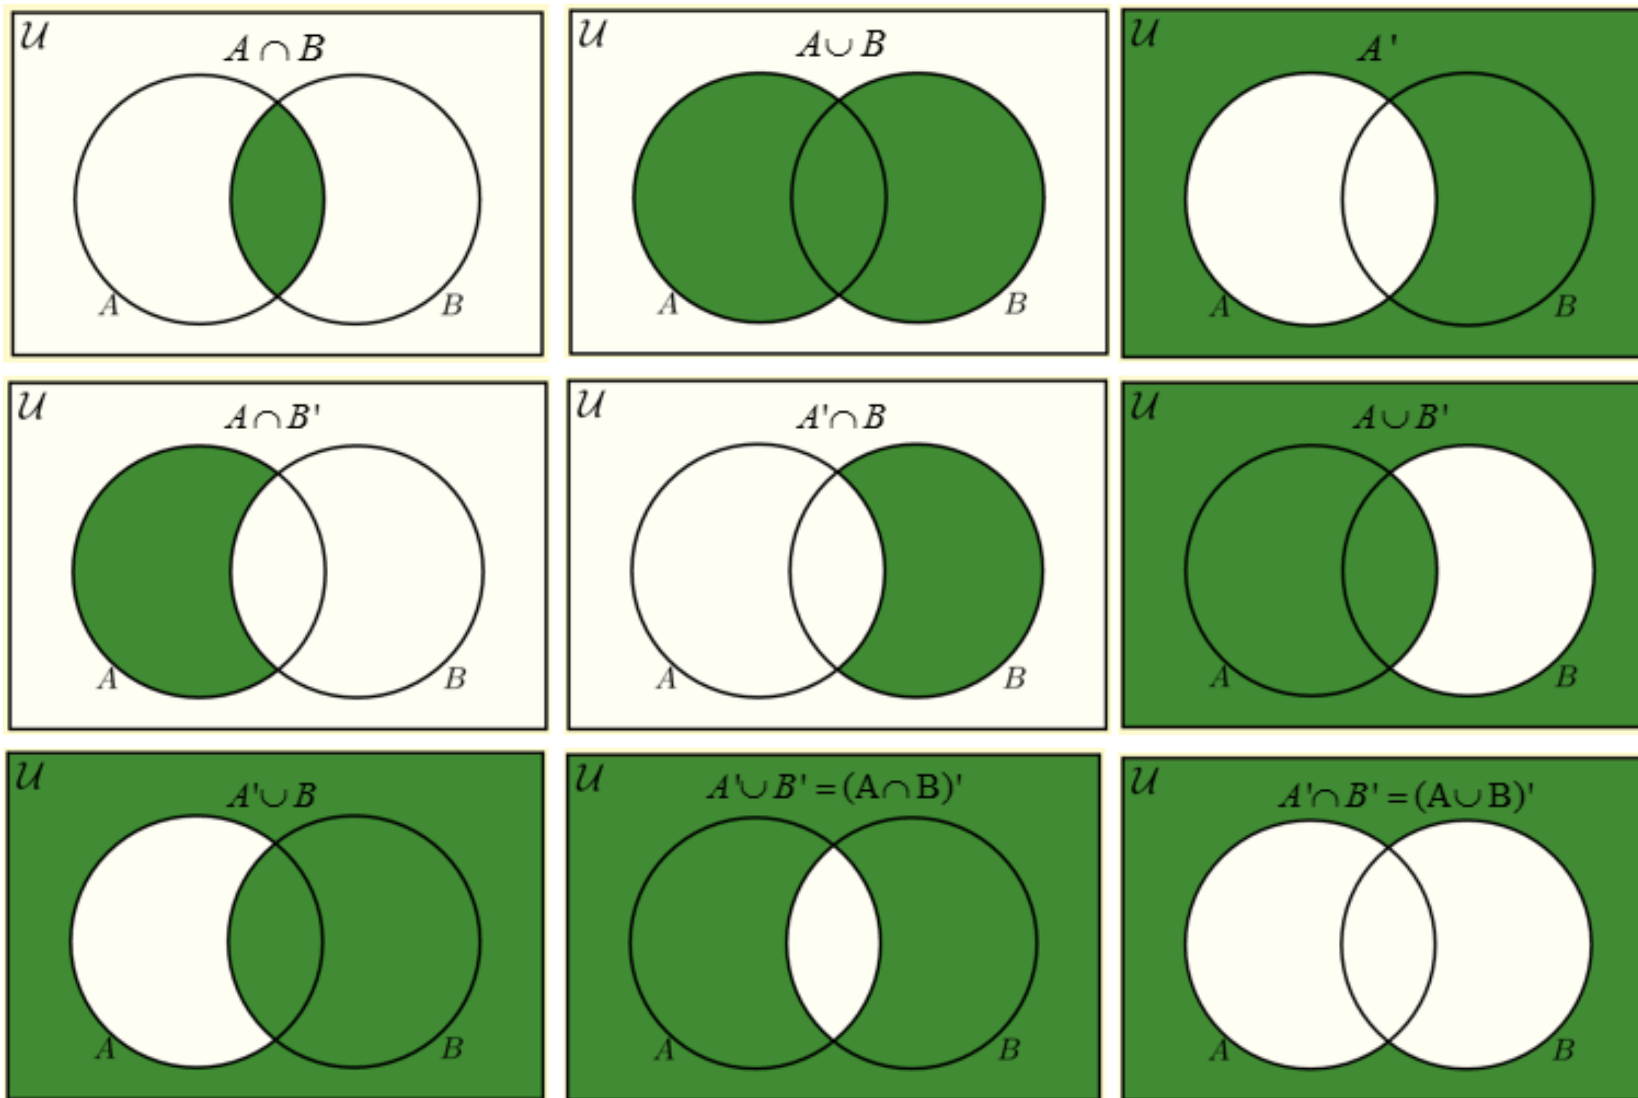 𝒰 A ∩ B
A B
𝒰 A ∪ B
A B
𝒰 A '
A B
𝒰 A ∩ B'
A B
𝒰 A' ∩ B
A B
𝒰 A ∪ B'
A B
𝒰 A' ∪ B
A B
𝒰 A' ∪ B' = (A ∩ B)'
A B
𝒰 A' ∩ B' = (A ∪ B)'
A B